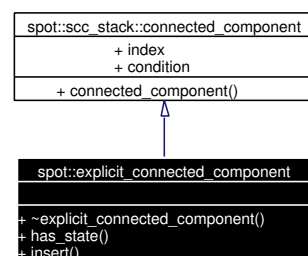 spot::scc_stack::connected_component
+ index
+ condition
+ connected_component()
spot::explicit_connected_component
+ ~explicit_connected_component()
+ has_state()
+ insert()